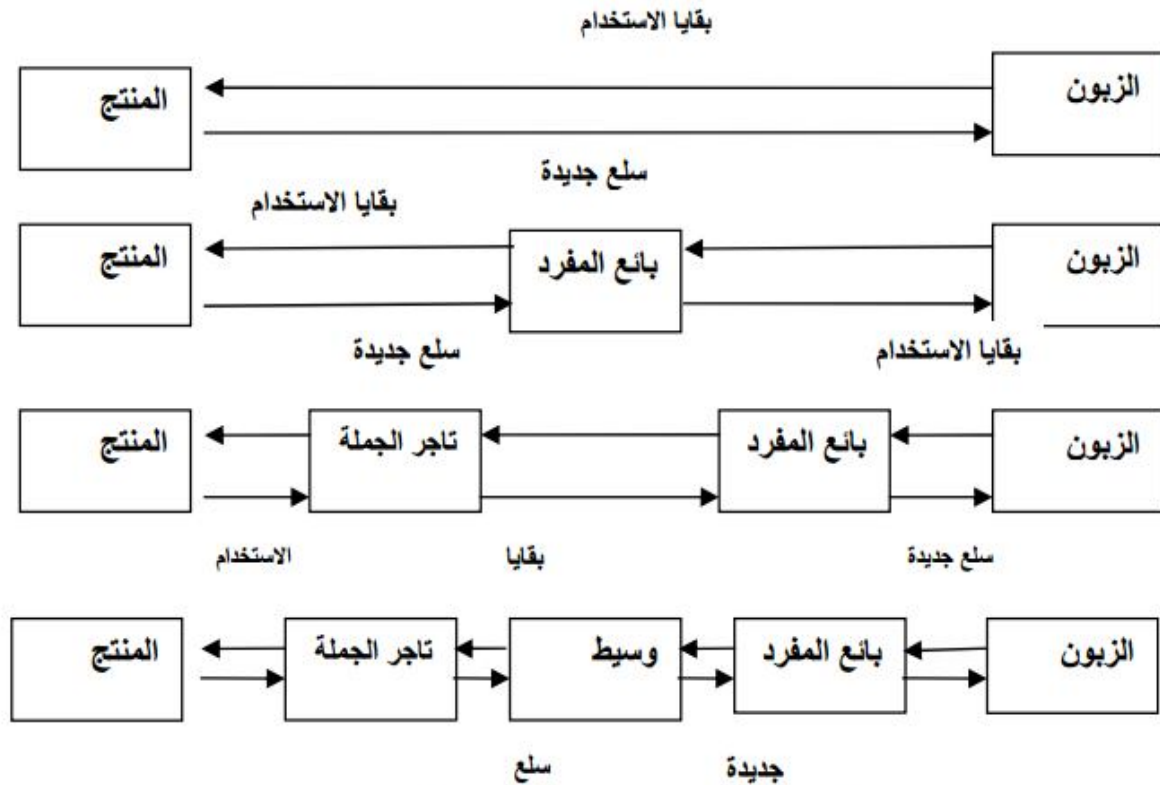 بقايا الاستخدام
الزبون المنتج
سلع جديدة
بقايا الاستخدام
الزبون بائع المفرد المنتج
بقايا الاستخدام سلع جديدة
الزبون بائع المفرد تاجر الجملة المنتج
سلع جديدة بقايا الاستخدام
الزبون بائع المفرد وسيط تاجر الجملة المنتج
جديدة سلع